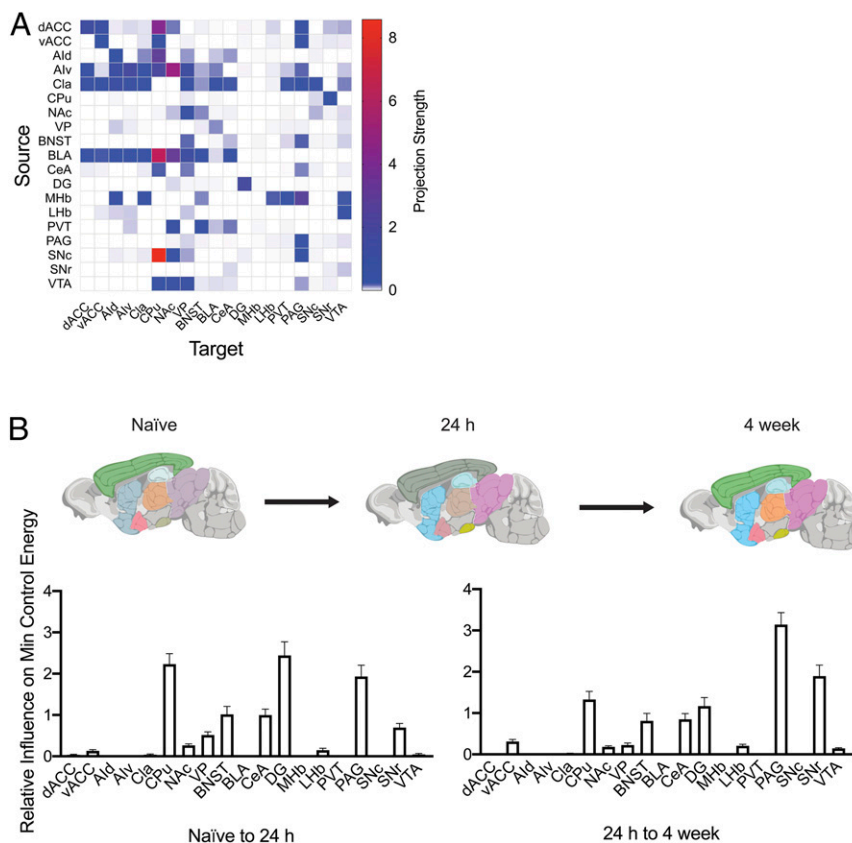 A
Source
dACC
vACC
AId
AIv
Cla
CPu
NAc
VP
BNST
BLA
CeA
DG
MHb
LHb
PVT
PAG
SNc
SNr
VTA
dACC vACC AId AIv Cla CPu NAc VP BNST BLA CeA DG MHb LHb PVT PAG SNc SNr VTA
Target
8
6
4
2
0
Projection Strength
B
Naïve 24 h 4 week
Relative Influence on Min Control Energy
4
3
2
1
0
dACC vACC AId AIv Cla CPu NAc VP BNST BLA CeA DG MHb LHb PVT PAG SNc SNr VTA
Naïve to 24 h
4
3
2
1
0
dACC vACC AId AIv Cla CPu NAc VP BNST BLA CeA DG MHb LHb PVT PAG SNc SNr VTA
24 h to 4 week